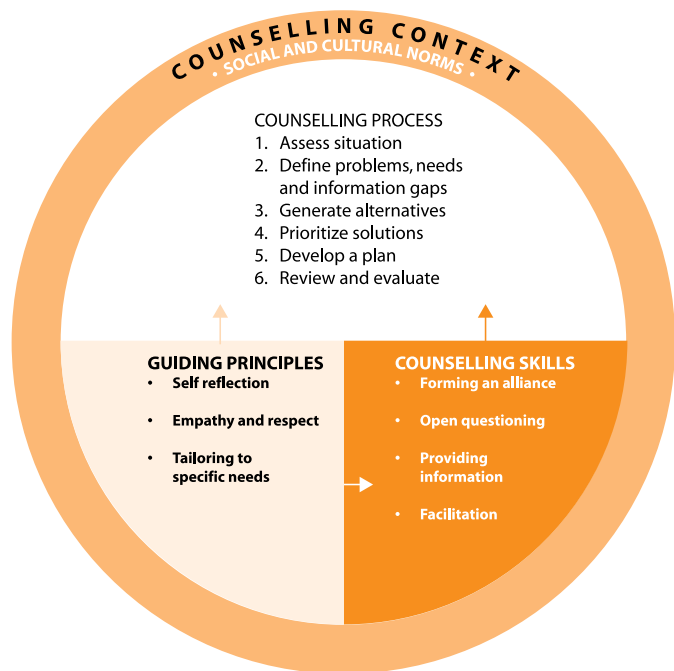 COUNSELLING CONTEXT
• SOCIAL AND CULTURAL NORMS •
COUNSELLING PROCESS
1. Assess situation
2. Define problems, needs
and information gaps
3. Generate alternatives
4. Prioritize solutions
5. Develop a plan
6. Review and evaluate
GUIDING PRINCIPLES
• Self reflection
• Empathy and respect
• Tailoring to
specific needs
COUNSELLING SKILLS
• Forming an alliance
• Open questioning
• Providing
information
• Facilitation